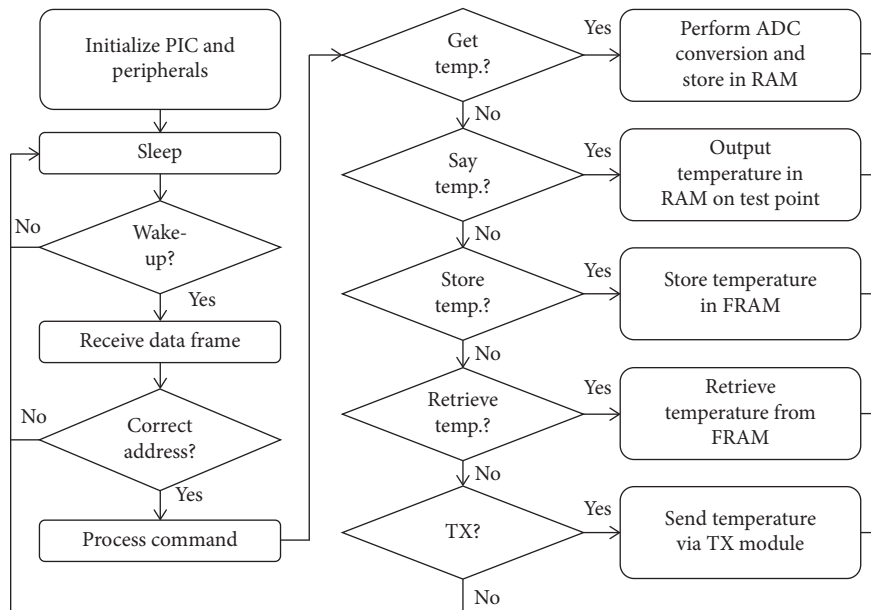 Initialize PIC and
peripherals
Sleep
No
Wake-
up?
Yes
Receive data frame
No
Correct
address?
Yes
Process command
Get
temp.?
Yes
Perform ADC
conversion and
store in RAM
No
Say
temp.?
Yes
Output
temperature in
RAM on test point
No
Store
temp.?
Yes
Store temperature
in FRAM
No
Retrieve
temp.?
Yes
Retrieve
temperature from
FRAM
No
TX?
Yes
Send temperature
via TX module
No